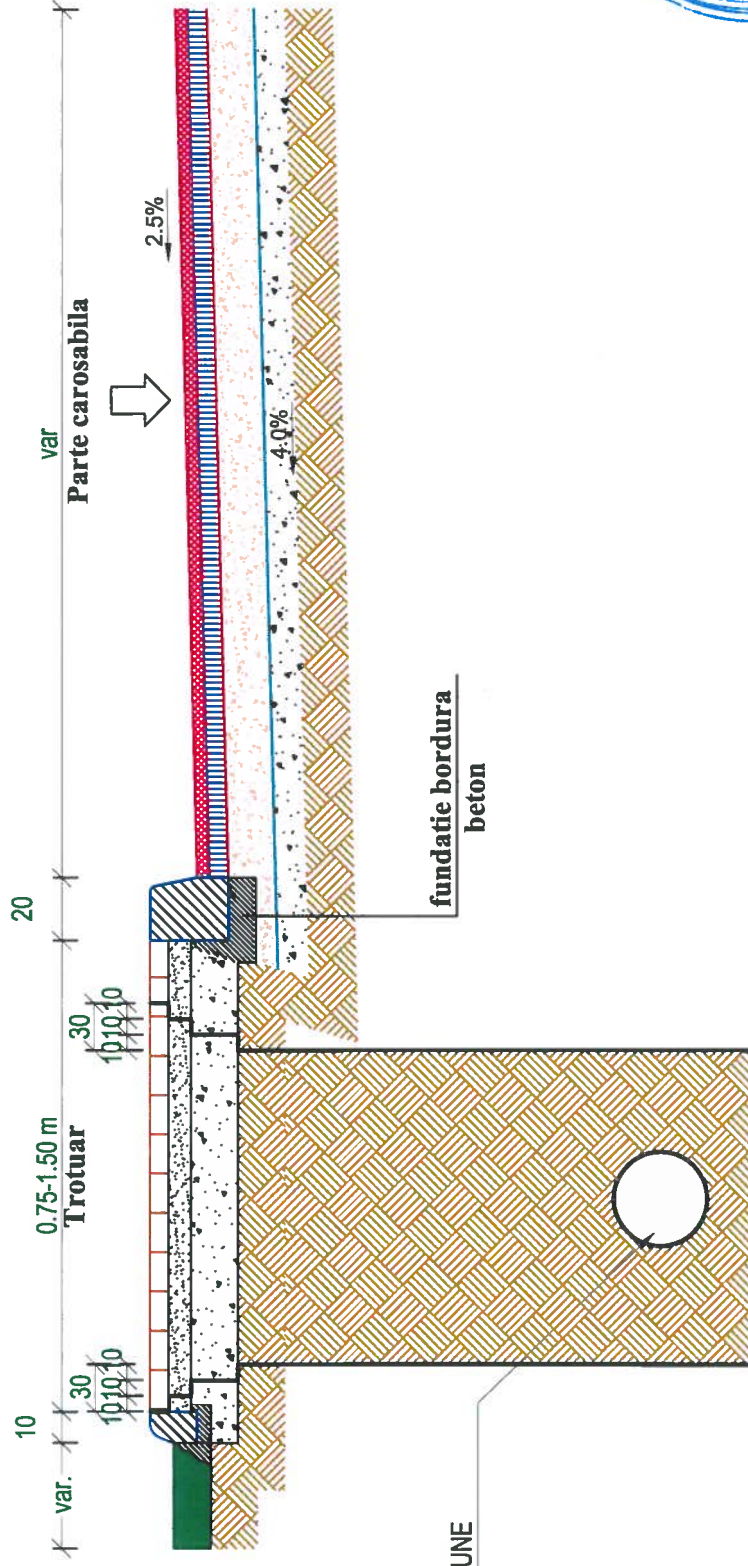 var.
10
0.75-1.50 m
20
var
Trotuar
Parte carosabila
30
30
10 10 10
10 10 10
2.5%
4.0%
fundatie bordura
beton
UNE